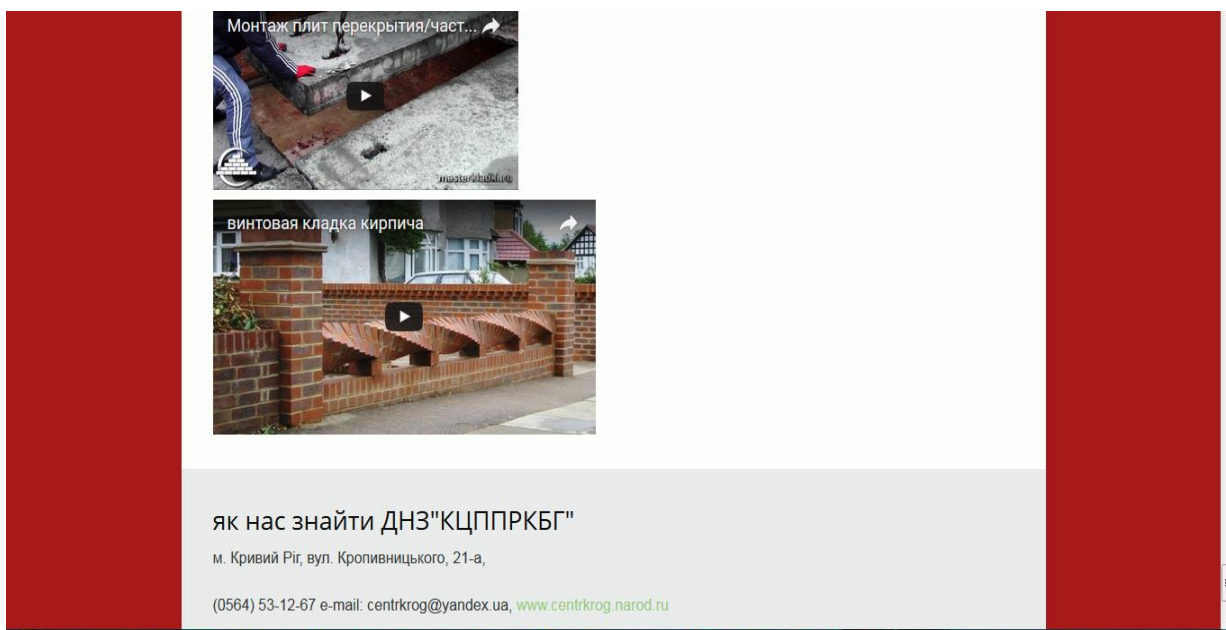 Монтаж плит перекрытия/част...
masterkladki.ru
винтовая кладка кирпича
як нас знайти ДНЗ"КЦППРКБГ"
м. Кривий Ріг, вул. Кропивницького, 21-а,
(0564) 53-12-67 e-mail: centrkrog@yandex.ua, www.centrkrog.narod.ru